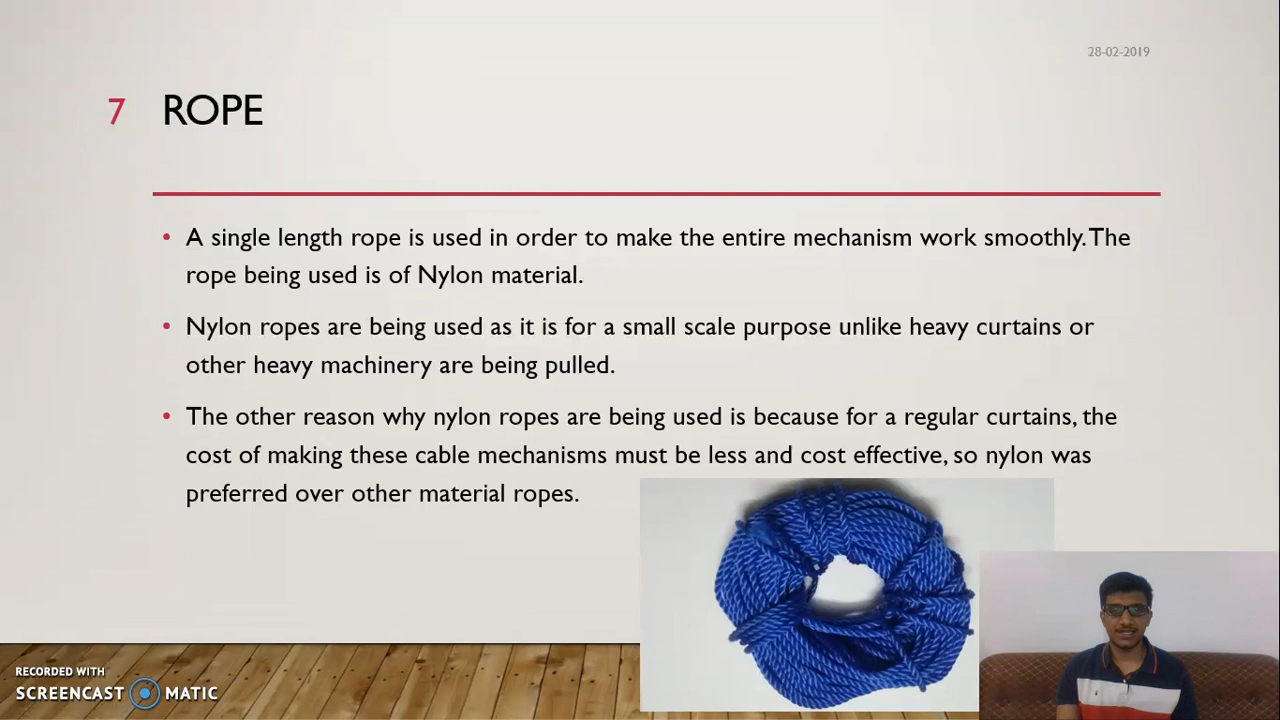 28-02-2019
7 ROPE
• A single length rope is used in order to make the entire mechanism work smoothly. The
rope being used is of Nylon material.
• Nylon ropes are being used as it is for a small scale purpose unlike heavy curtains or
other heavy machinery are being pulled.
• The other reason why nylon ropes are being used is because for a regular curtains, the
cost of making these cable mechanisms must be less and cost effective, so nylon was
preferred over other material ropes.
RECORDED WITH
SCREENCAST MATIC